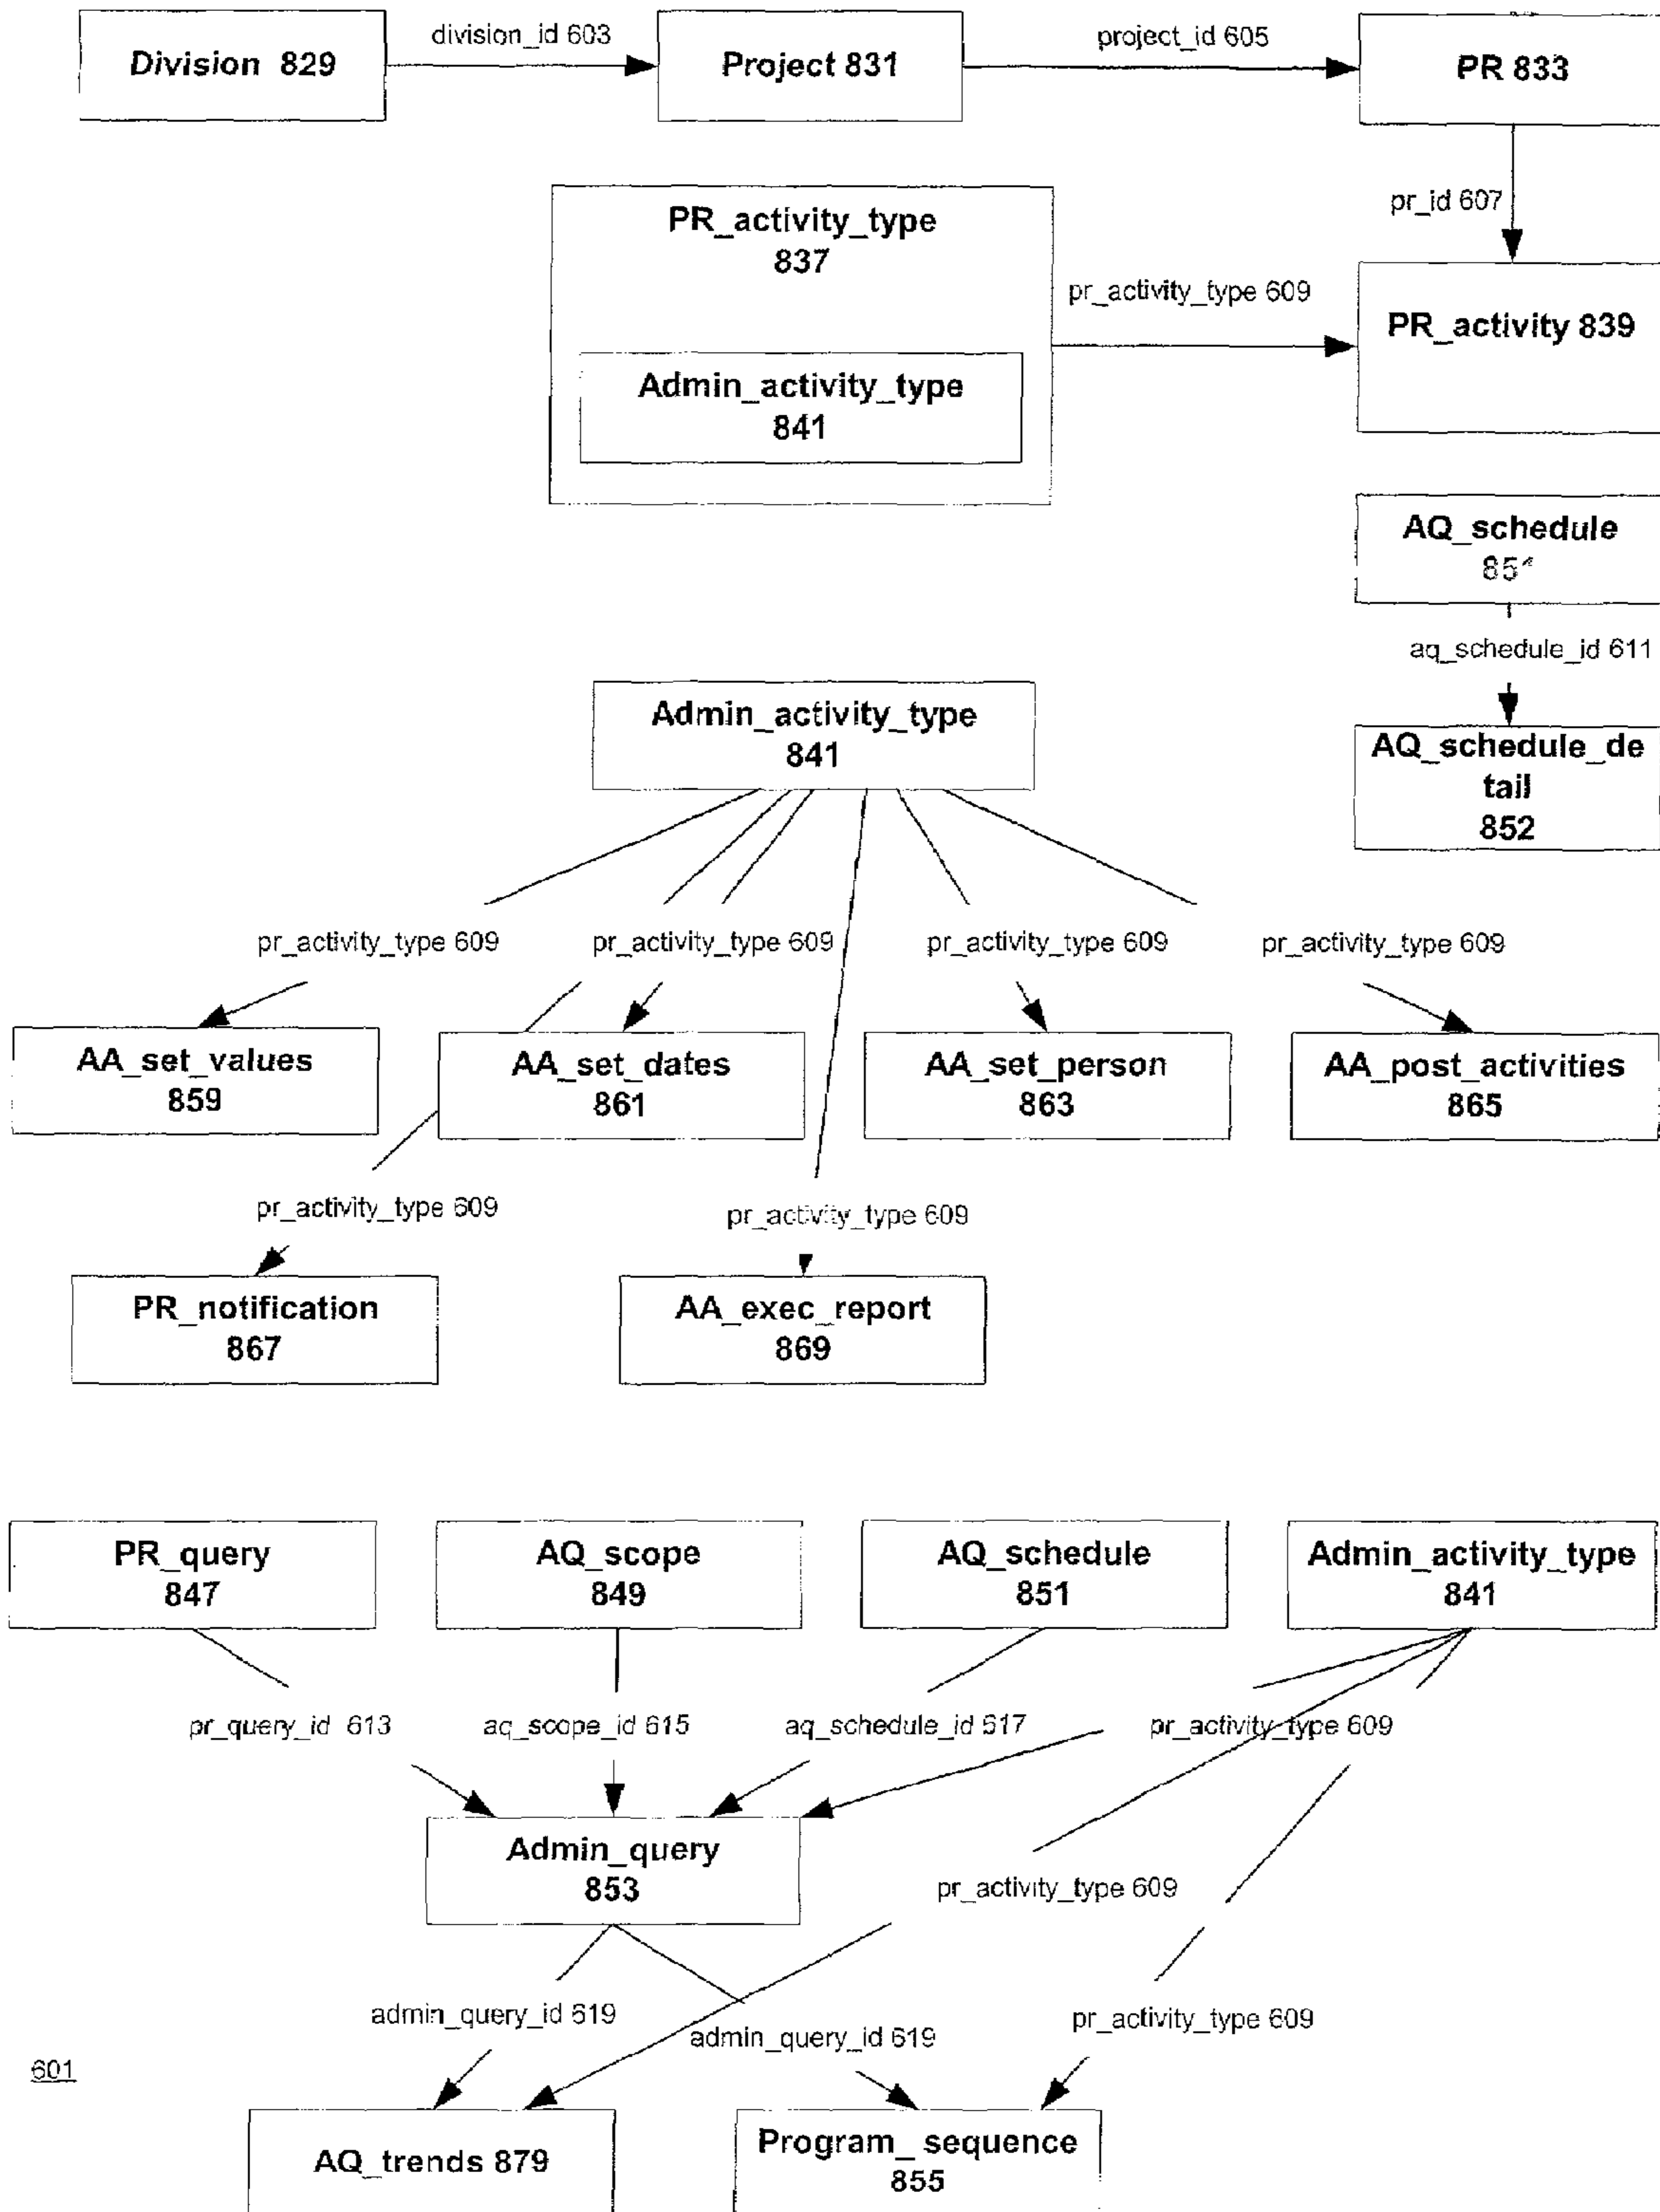 division_id 603
project_id 605
Division 829
Project 831
PR 833
pr_id 607
PR_activity_type
837
pr_activity_type 609
PR_activity 839
Admin_activity_type
841
AQ_schedule
aq_schedule_id 611
Admin_activity_type
841
AQ_schedule_de
tail
852
pr_activity_type 609
pr_activity_type 609
pr_activity_type 609
pr_activity_type 609
AA_set_values
859
AA_set_dates
861
AA_set_person
863
AA_post_activities
865
pr_activity_type 609
pr_activity_type 609
PR_notification
867
AA_exec_report
869
PR_query
847
AQ_scope
849
AQ_schedule
851
Admin_activity_type
841
pr_query_id 613
aq_scope_id 615
aq_schedule_id 617
pr_activity_type 609
Admin_query
853
pr_activity_type 609
admin_query_id 619
admin_query_id 619
pr_activity_type 609
601
AQ_trends 879
Program_ sequence
855